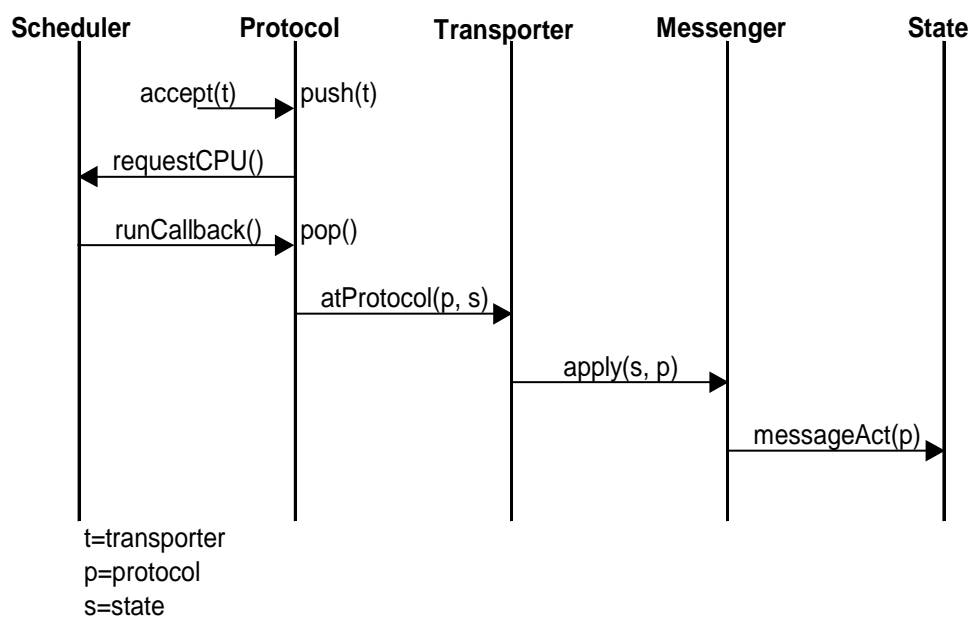 Scheduler Protocol Transporter Messenger State
accept(t) push(t)
requestCPU()
runCallback() pop()
atProtocol(p, s)
apply(s, p)
messageAct(p)
t=transporter
p=protocol
s=state